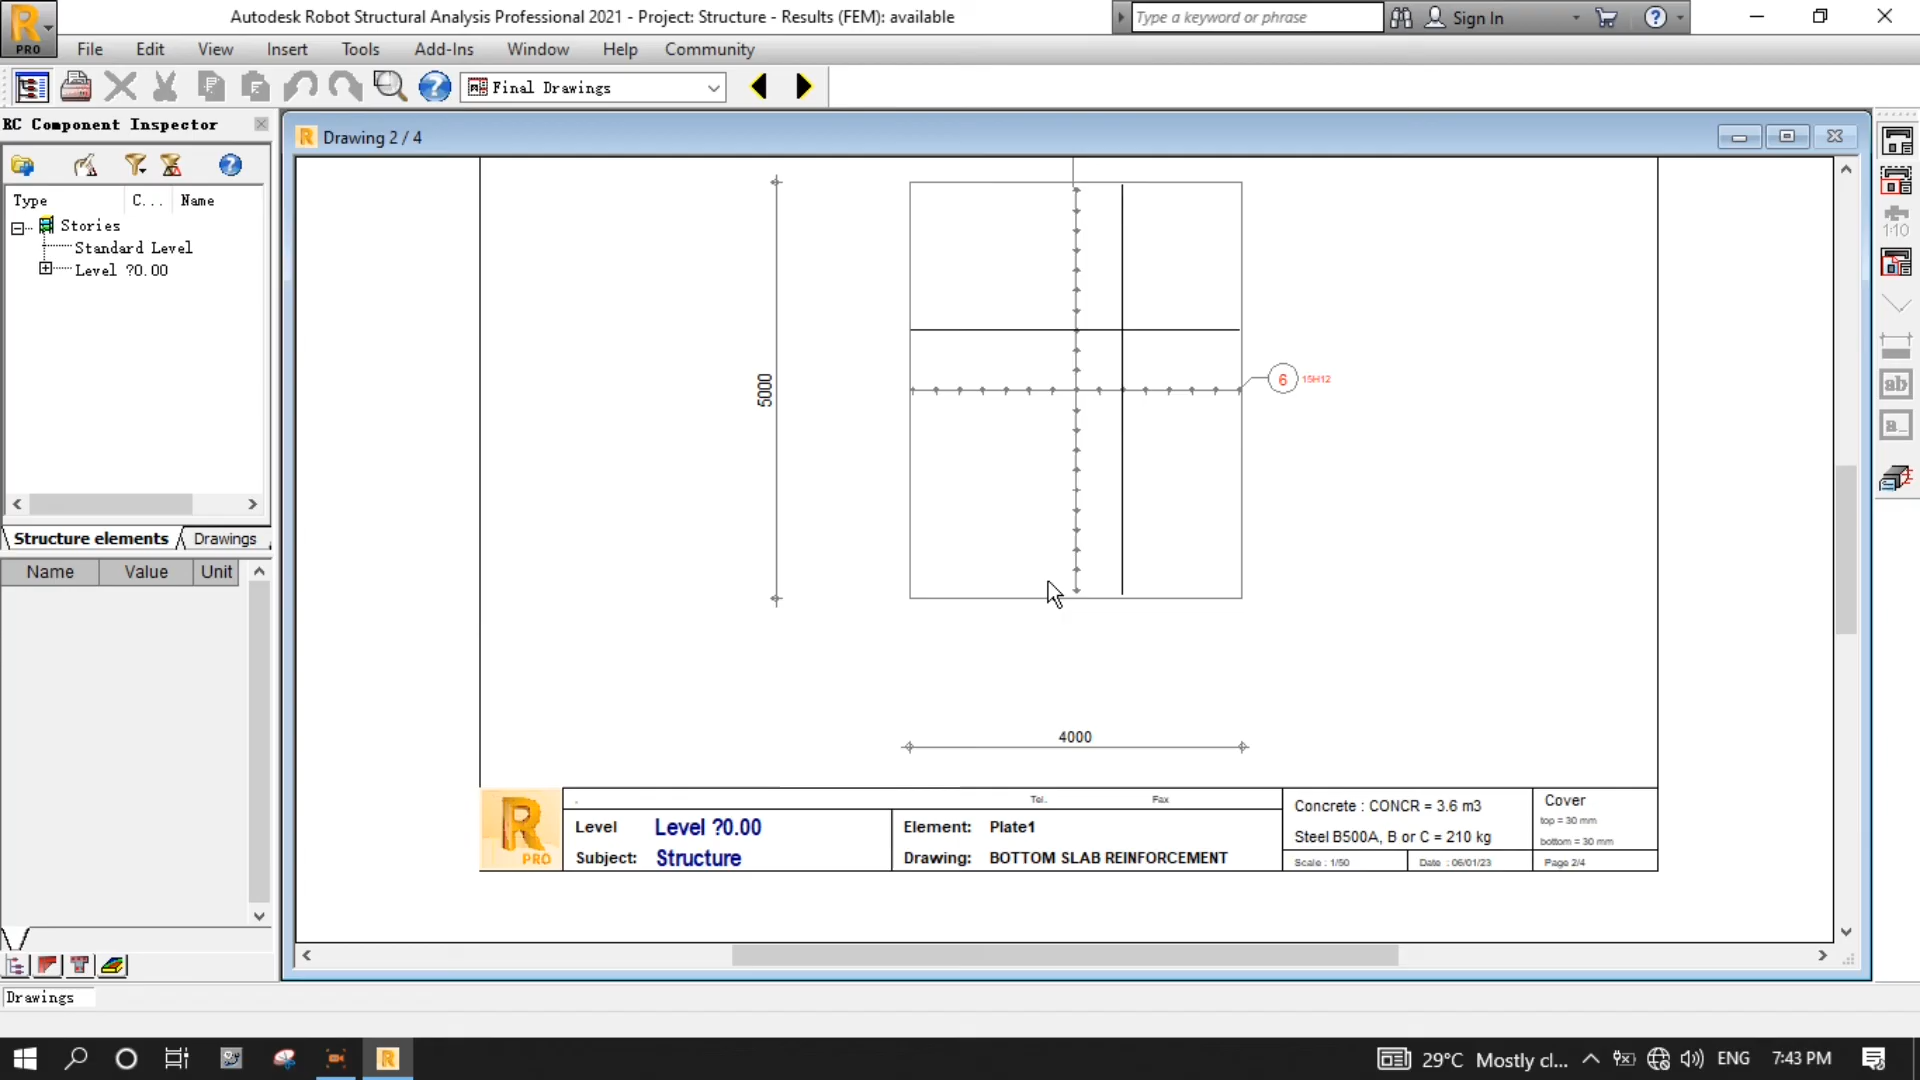 Autodesk Robot Structural Analysis Professional 2021 - Project: Structure - Results (FEM): available
Type a keyword or phrase
Sign In
PRO
File Edit View Insert Tools Add-Ins Window Help Community
Final Drawings
RC Component Inspector
Drawing 2 / 4
Type C... Name
Stories
Standard Level
Level ?0.00
Structure elements
Drawings
Name Value Unit
5000
6
15H12
4000
1:10
ab
a_
PRO
.
Tel.. Fax
Level Level ?0.00
Subject: Structure
Element: Plate1
Drawing: BOTTOM SLAB REINFORCEMENT
Concrete : CONCR = 3.6 m3
Steel B500A, B or C = 210 kg
Scale : 1/50
Date : 06/01/23
Cover
top = 30 mm
bottom = 30 mm
Page 2/4
Drawings
29°C Mostly cl...
ENG
7:43 PM